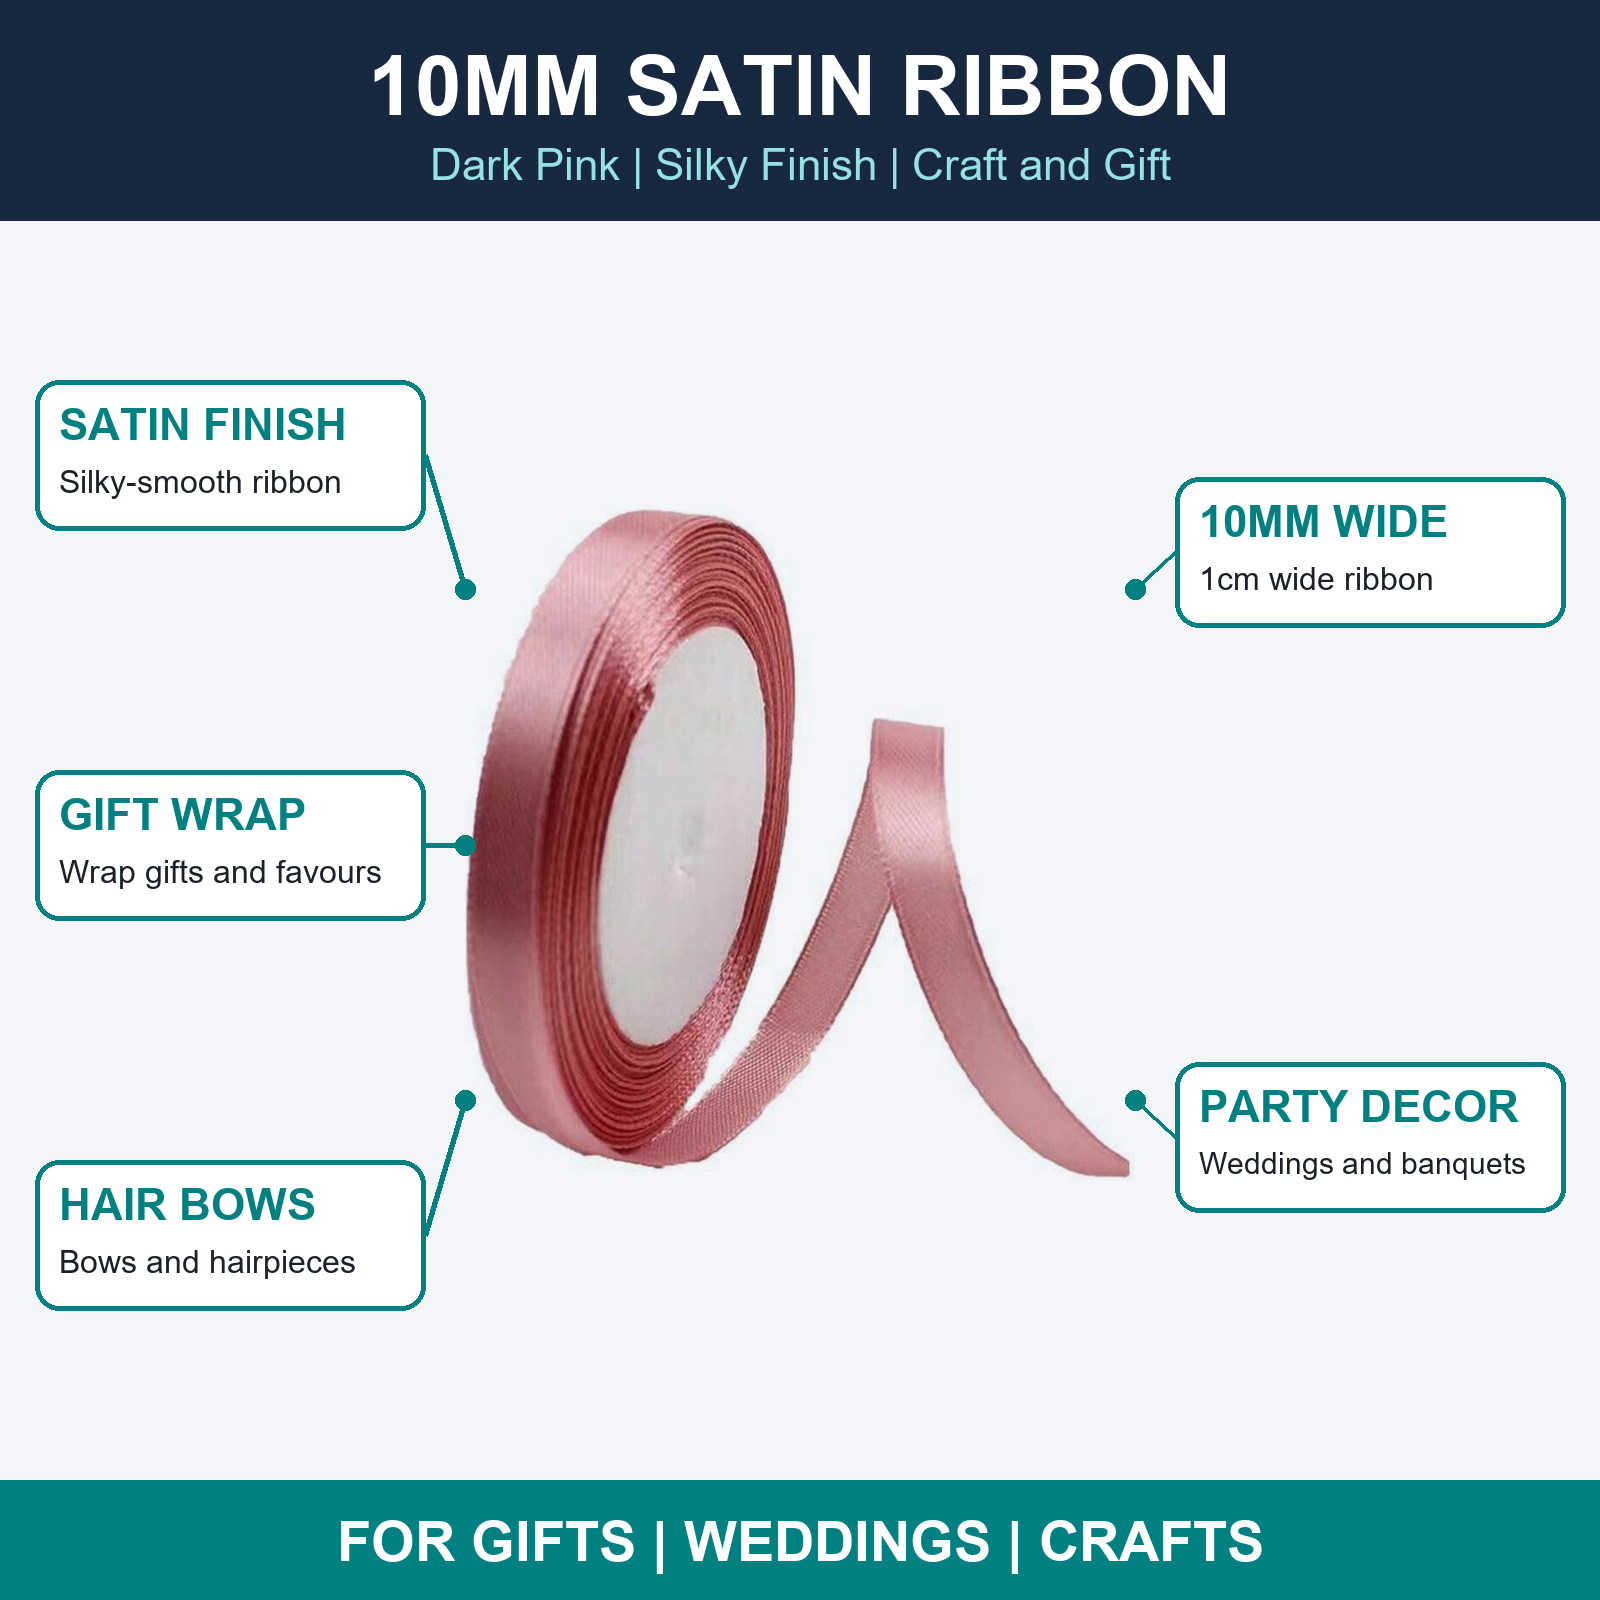 10MM SATIN RIBBON
Dark Pink | Silky Finish | Craft and Gift
SATIN FINISH
Silky-smooth ribbon
10MM WIDE
1cm wide ribbon
GIFT WRAP
Wrap gifts and favours
PARTY DECOR
Weddings and banquets
HAIR BOWS
Bows and hairpieces
FOR GIFTS | WEDDINGS | CRAFTS